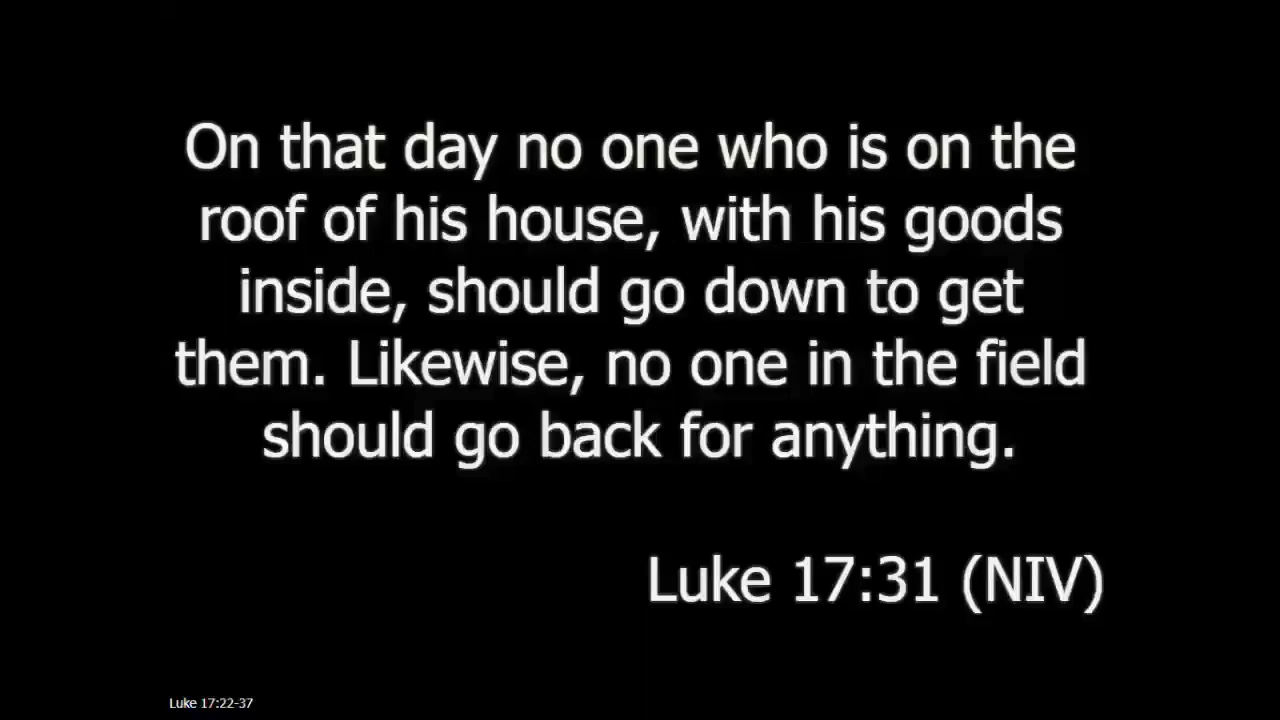 On that day no one who is on the
roof of his house, with his goods
inside, should go down to get
them. Likewise, no one in the field
should go back for anything.
Luke 17:31 (NIV)
Luke 17:22-37